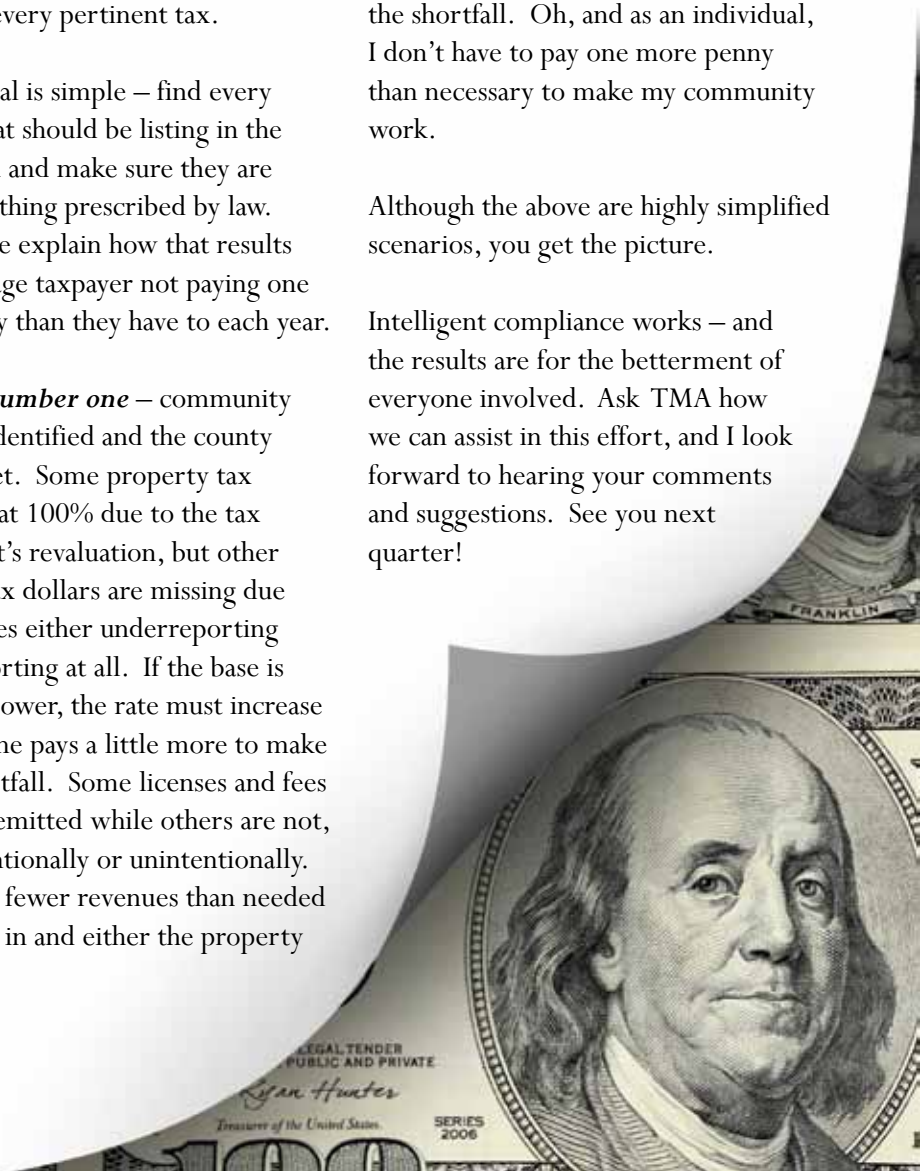 every pertinent tax.
al is simple – find every
at should be listing in the
and make sure they are
thing prescribed by law.
e explain how that results
ge taxpayer not paying one
y than they have to each year.
umber one – community
dentified and the county
et.  Some property tax
at 100% due to the tax
t’s revaluation, but other
x dollars are missing due
es either underreporting
rting at all.  If the base is
ower, the rate must increase
ne pays a little more to make
tfall.  Some licenses and fees
emitted while others are not,
ntionally or unintentionally.
fewer revenues than needed
in and either the property
the shortfall.  Oh, and as an individual,
I don’t have to pay one more penny
than necessary to make my community
work.
Although the above are highly simplified
scenarios, you get the picture.
Intelligent compliance works – and
the results are for the betterment of
everyone involved.  Ask TMA how
we can assist in this effort, and I look
forward to hearing your comments
and suggestions.  See you next
quarter!
FRANKLIN
LEGAL TENDER
PUBLIC AND PRIVATE
Ryan Hunter
Treasurer of the United States.
SERIES
2006
100